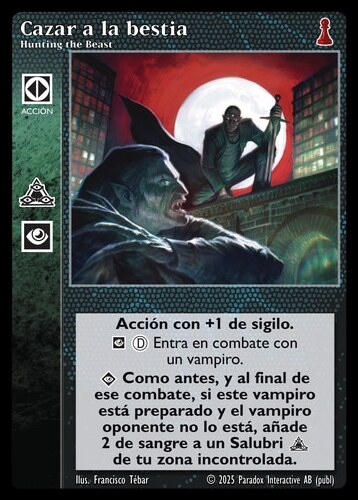 Cazar a la bestia
Hunting the Beast
ACCIÓN
Acción con +1 de sigilo.
D Entra en combate con
un vampiro.
Como antes, y al final de
ese combate, si este vampiro
está preparado y el vampiro
oponente no lo está, añade
2 de sangre a un Salubri
de tu zona incontrolada.
Ilus. Francisco Tébar
© 2025 Paradox Interactive AB (publ)